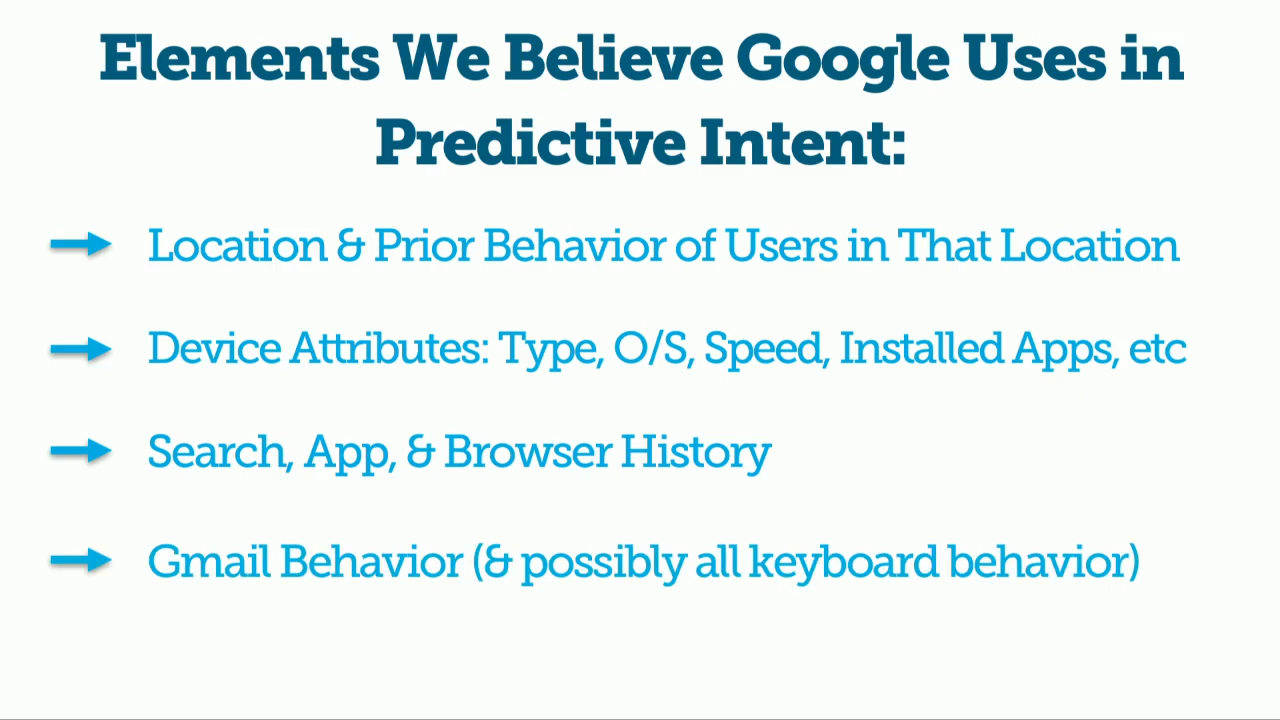 Elements We Believe Google Uses in
Predictive Intent:
Location & Prior Behavior of Users in That Location
Device Attributes: Type, O/S, Speed, Installed Apps, etc
Search, App, & Browser History
Gmail Behavior (& possibly all keyboard behavior)